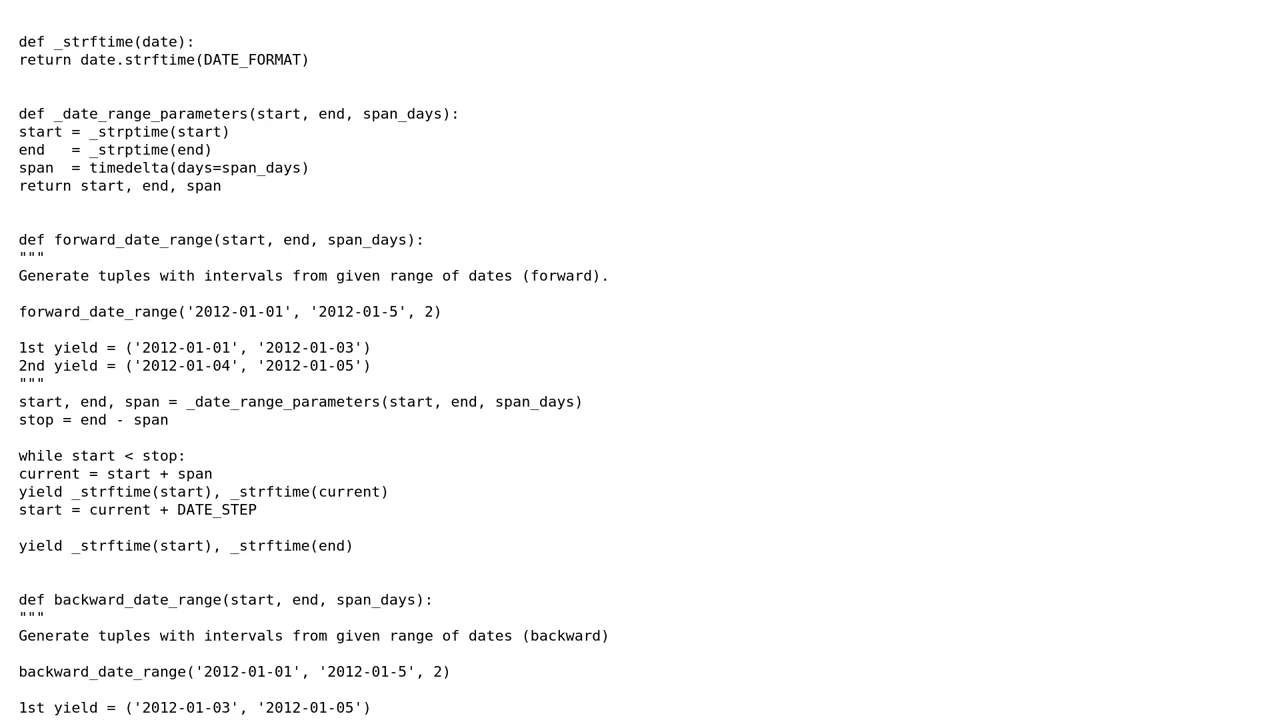 def _strftime(date):
return date.strftime(DATE_FORMAT)
def _date_range_parameters(start, end, span_days):
start = _strptime(start)
end   = _strptime(end)
span  = timedelta(days=span_days)
return start, end, span
def forward_date_range(start, end, span_days):
"""
Generate tuples with intervals from given range of dates (forward).
forward_date_range('2012-01-01', '2012-01-5', 2)
1st yield = ('2012-01-01', '2012-01-03')
2nd yield = ('2012-01-04', '2012-01-05')
"""
start, end, span = _date_range_parameters(start, end, span_days)
stop = end - span
while start < stop:
current = start + span
yield _strftime(start), _strftime(current)
start = current + DATE_STEP
yield _strftime(start), _strftime(end)
def backward_date_range(start, end, span_days):
"""
Generate tuples with intervals from given range of dates (backward)
backward_date_range('2012-01-01', '2012-01-5', 2)
1st yield = ('2012-01-03', '2012-01-05')